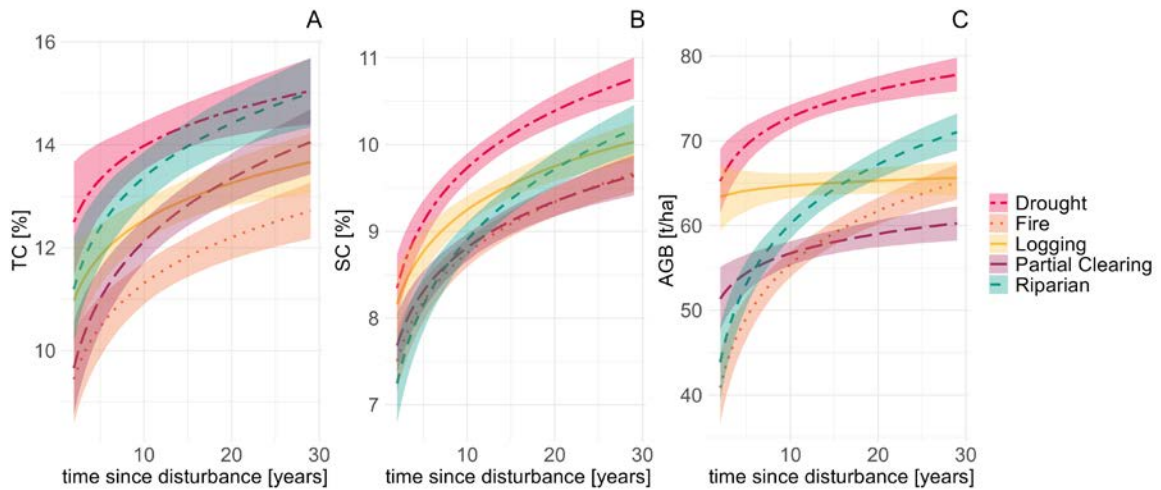 A
B
C
16
14
12
10
TC [%]
10
20
30
time since disturbance [years]
11
10
9
8
7
SC [%]
10
20
30
time since disturbance [years]
80
70
60
50
40
AGB [t/ha]
10
20
30
time since disturbance [years]
Drought
Fire
Logging
Partial Clearing
Riparian